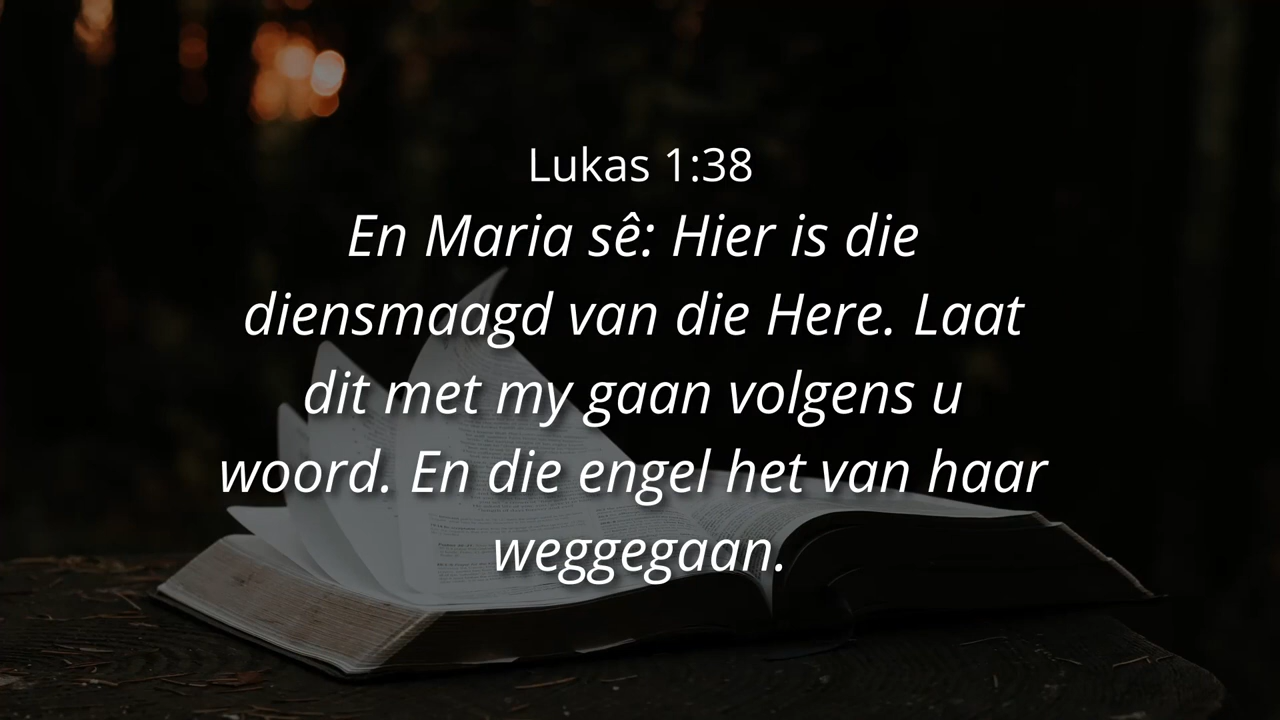 Lukas 1:38
En Maria sê: Hier is die
diensmaagd van die Here. Laat
dit met my gaan volgens u
woord. En die engel het van haar
weggegaan.